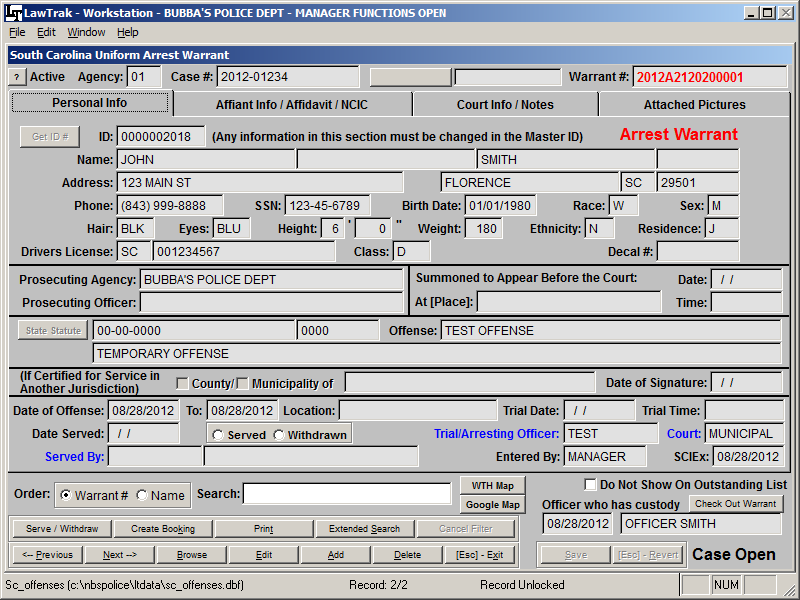 LawTrak - Workstation - BUBBA'S POLICE DEPT - MANAGER FUNCTIONS OPEN
File Edit Window Help
South Carolina Uniform Arrest Warrant
? Active Agency: 01 Case #: 2012-01234 Warrant #: 2012A2120200001
Personal Info Affiant Info / Affidavit / NCIC Court Info / Notes Attached Pictures
Get ID # ID: 0000002018 (Any information in this section must be changed in the Master ID) Arrest Warrant
Name: JOHN SMITH
Address: 123 MAIN ST FLORENCE SC 29501
Phone: (843) 999-8888 SSN: 123-45-6789 Birth Date: 01/01/1980 Race: W Sex: M
Hair: BLK Eyes: BLU Height: 6 ' 0 " Weight: 180 Ethnicity: N Residence: J
Drivers License: SC 001234567 Class: D Decal #:
Prosecuting Agency: BUBBA'S POLICE DEPT Summoned to Appear Before the Court: Date: / /
Prosecuting Officer: At [Place]: Time:
State Statute 00-00-0000 0000 Offense: TEST OFFENSE
TEMPORARY OFFENSE
(If Certified for Service in
Another Jurisdiction) County/ Municipality of Date of Signature: / /
Date of Offense: 08/28/2012 To: 08/28/2012 Location: Trial Date: / / Trial Time:
Date Served: / / Served Withdrawn Trial/Arresting Officer: TEST Court: MUNICIPAL
Served By: Entered By: MANAGER SCIEx: 08/28/2012
Order: Warrant # Name Search: WTH Map Do Not Show On Outstanding List
Google Map Officer who has custody Check Out Warrant
08/28/2012 OFFICER SMITH
Serve / Withdraw Create Booking Print Extended Search Cancel Filter
<-- Previous Next --> Browse Edit Add Delete [Esc] - Exit Save [Esc] - Revert Case Open
Sc_offenses (c:\nbspolice\ltdata\sc_offenses.dbf) Record: 2/2 Record Unlocked NUM